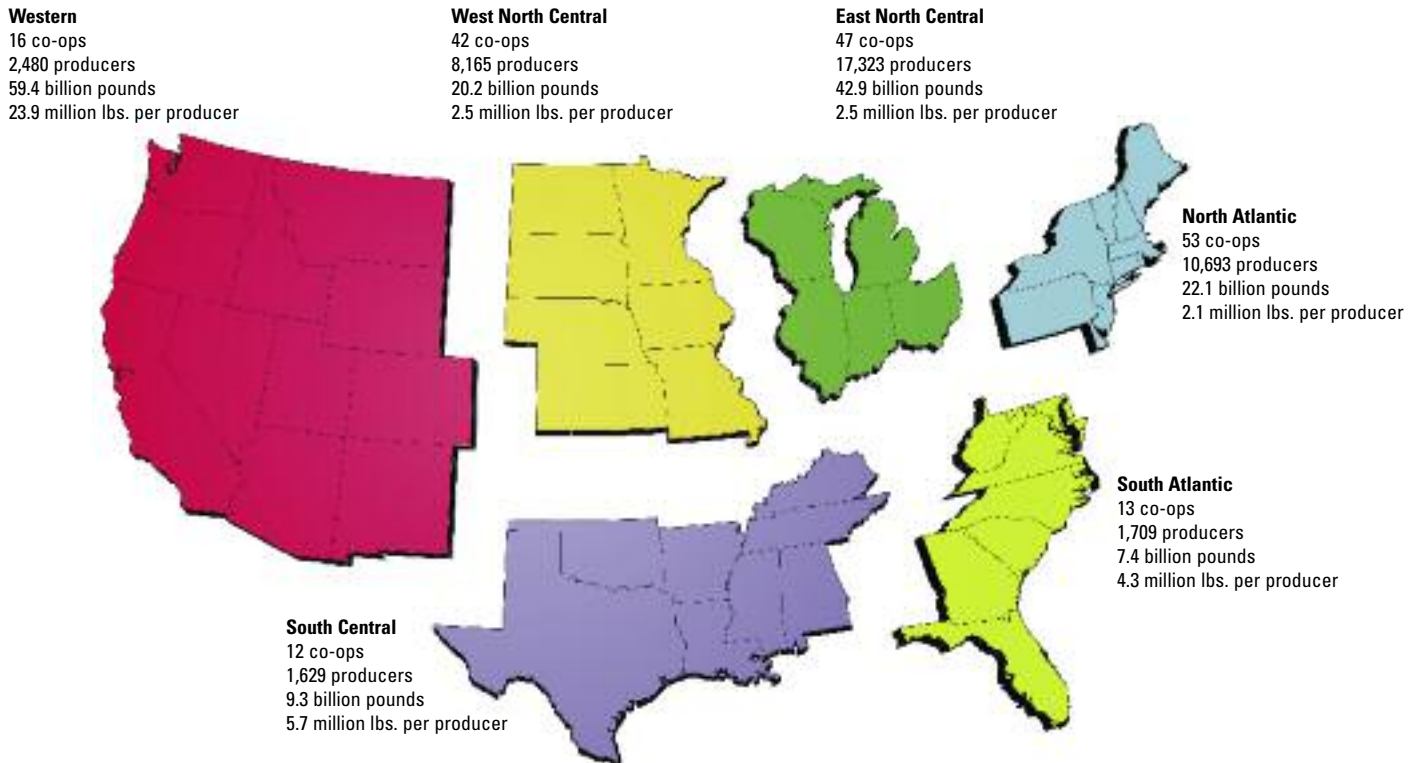 Western
16 co-ops
2,480 producers
59.4 billion pounds
23.9 million lbs. per producer
West North Central
42 co-ops
8,165 producers
20.2 billion pounds
2.5 million lbs. per producer
East North Central
47 co-ops
17,323 producers
42.9 billion pounds
2.5 million lbs. per producer
North Atlantic
53 co-ops
10,693 producers
22.1 billion pounds
2.1 million lbs. per producer
South Atlantic
13 co-ops
1,709 producers
7.4 billion pounds
4.3 million lbs. per producer
South Central
12 co-ops
1,629 producers
9.3 billion pounds
5.7 million lbs. per producer